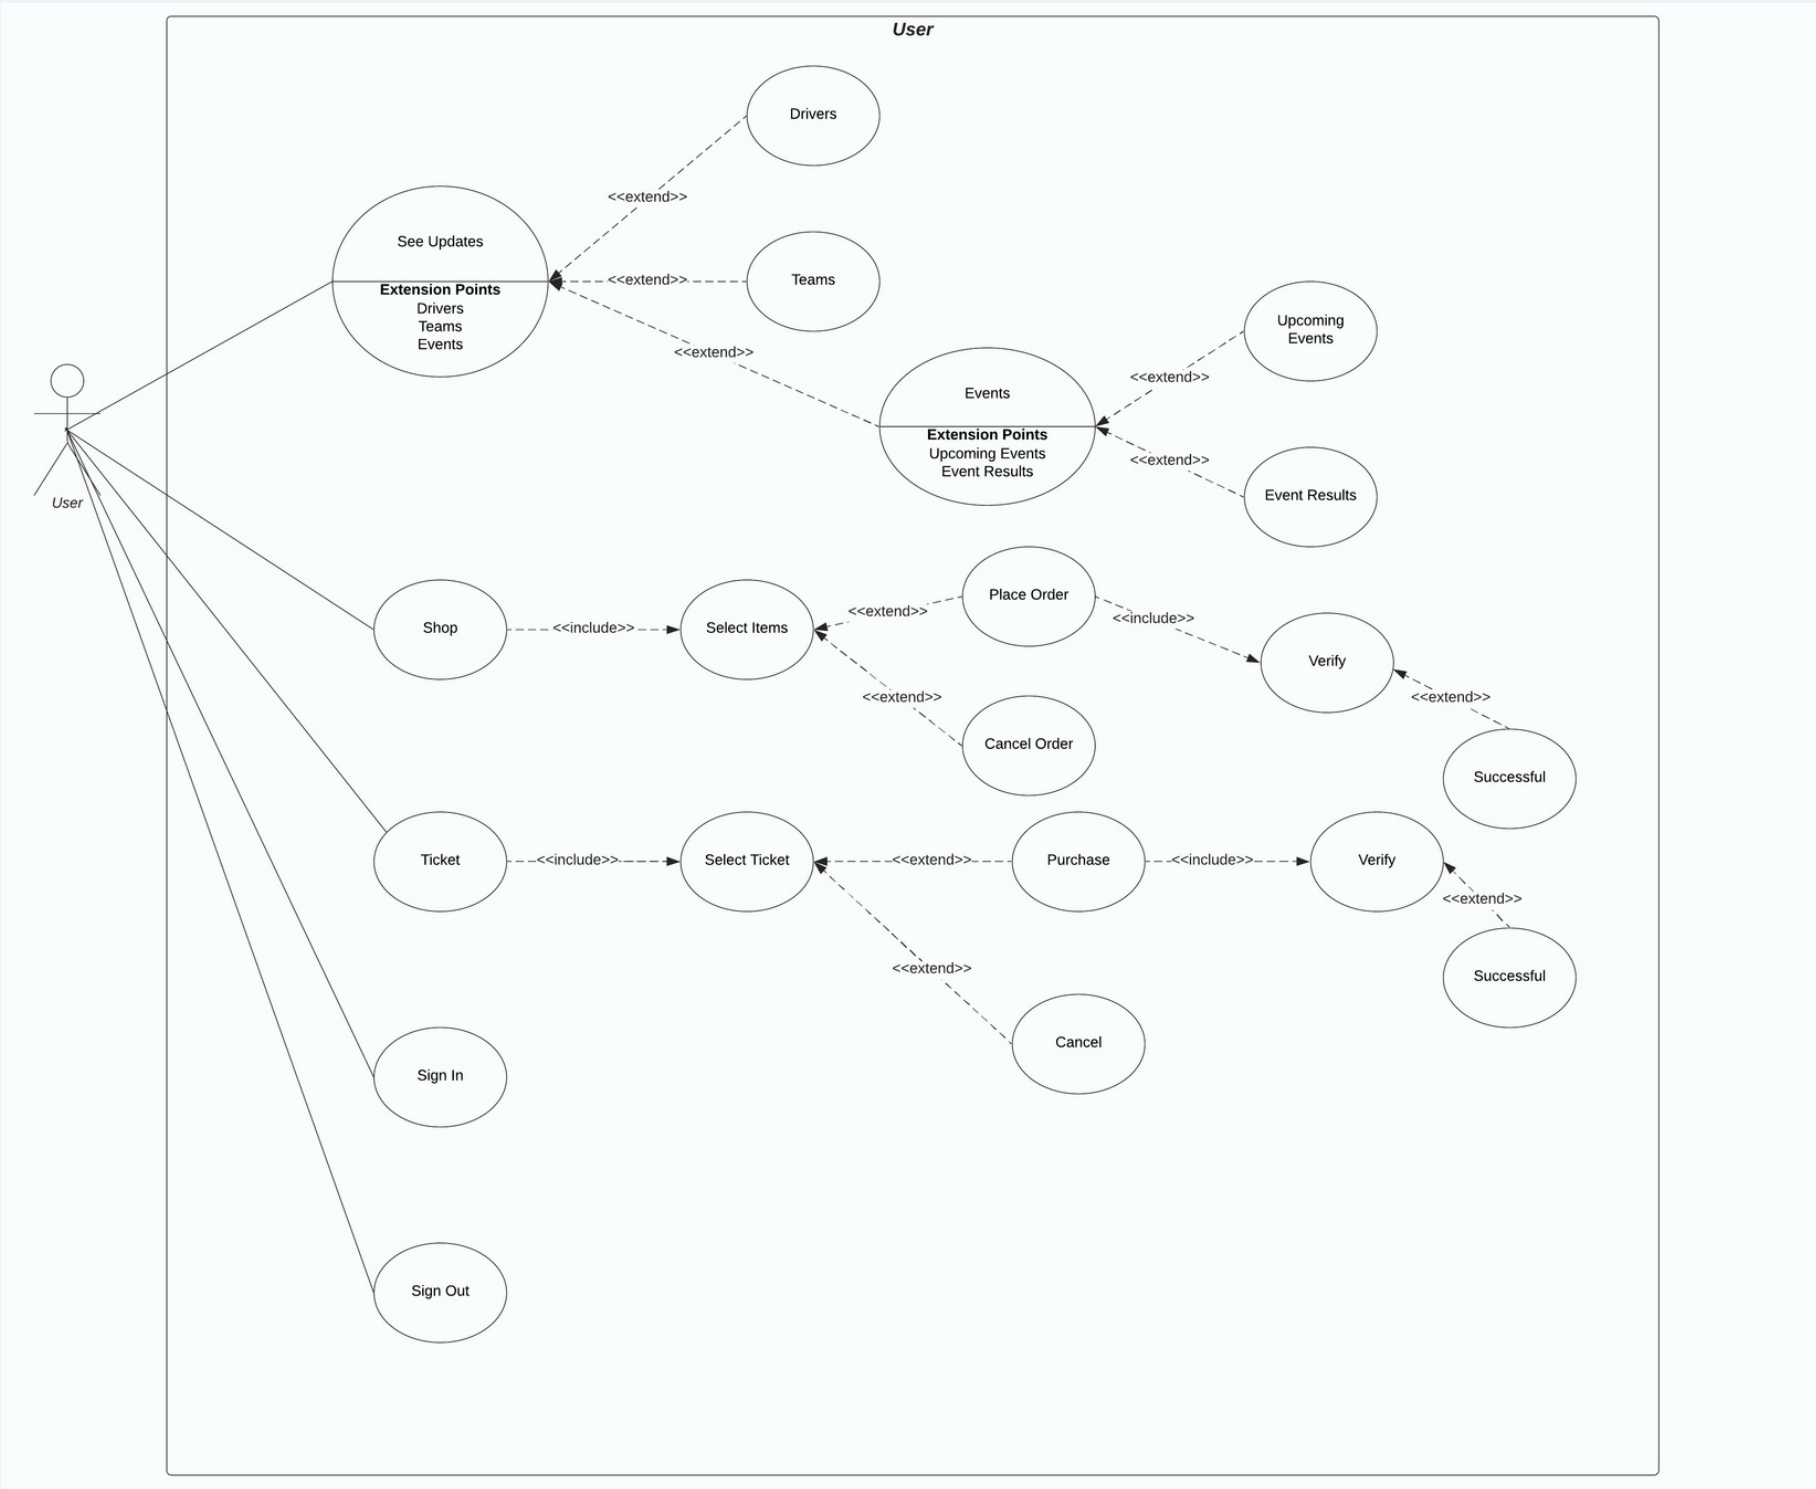 User
Drivers
<<extend>>
See Updates
Extension Points
Drivers
Teams
Events
<<extend>>
Teams
<<extend>>
Events
Extension Points
Upcoming Events
Event Results
Upcoming
Events
<<extend>>
<<extend>>
Event Results
User
Shop
<<include>>
Select Items
<<extend>>
Place Order
<<include>>
Verify
<<extend>>
Cancel Order
<<extend>>
Successful
Ticket
<<include>>
Select Ticket
<<extend>>
Purchase
<<include>>
Verify
<<extend>>
Successful
<<extend>>
Cancel
Sign In
Sign Out